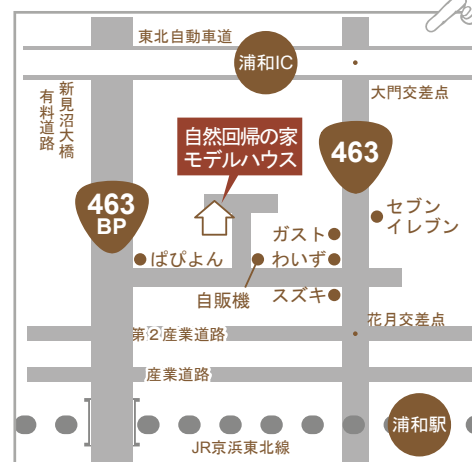 東北自動車道
浦和IC
大門交差点
新見沼大橋
有料道路
自然回帰の家
モデルハウス
463
463
BP
セブン
イレブン
ガスト
ぱぴよん
わいず
自販機
スズキ
花月交差点
第2産業道路
産業道路
浦和駅
JR京浜東北線